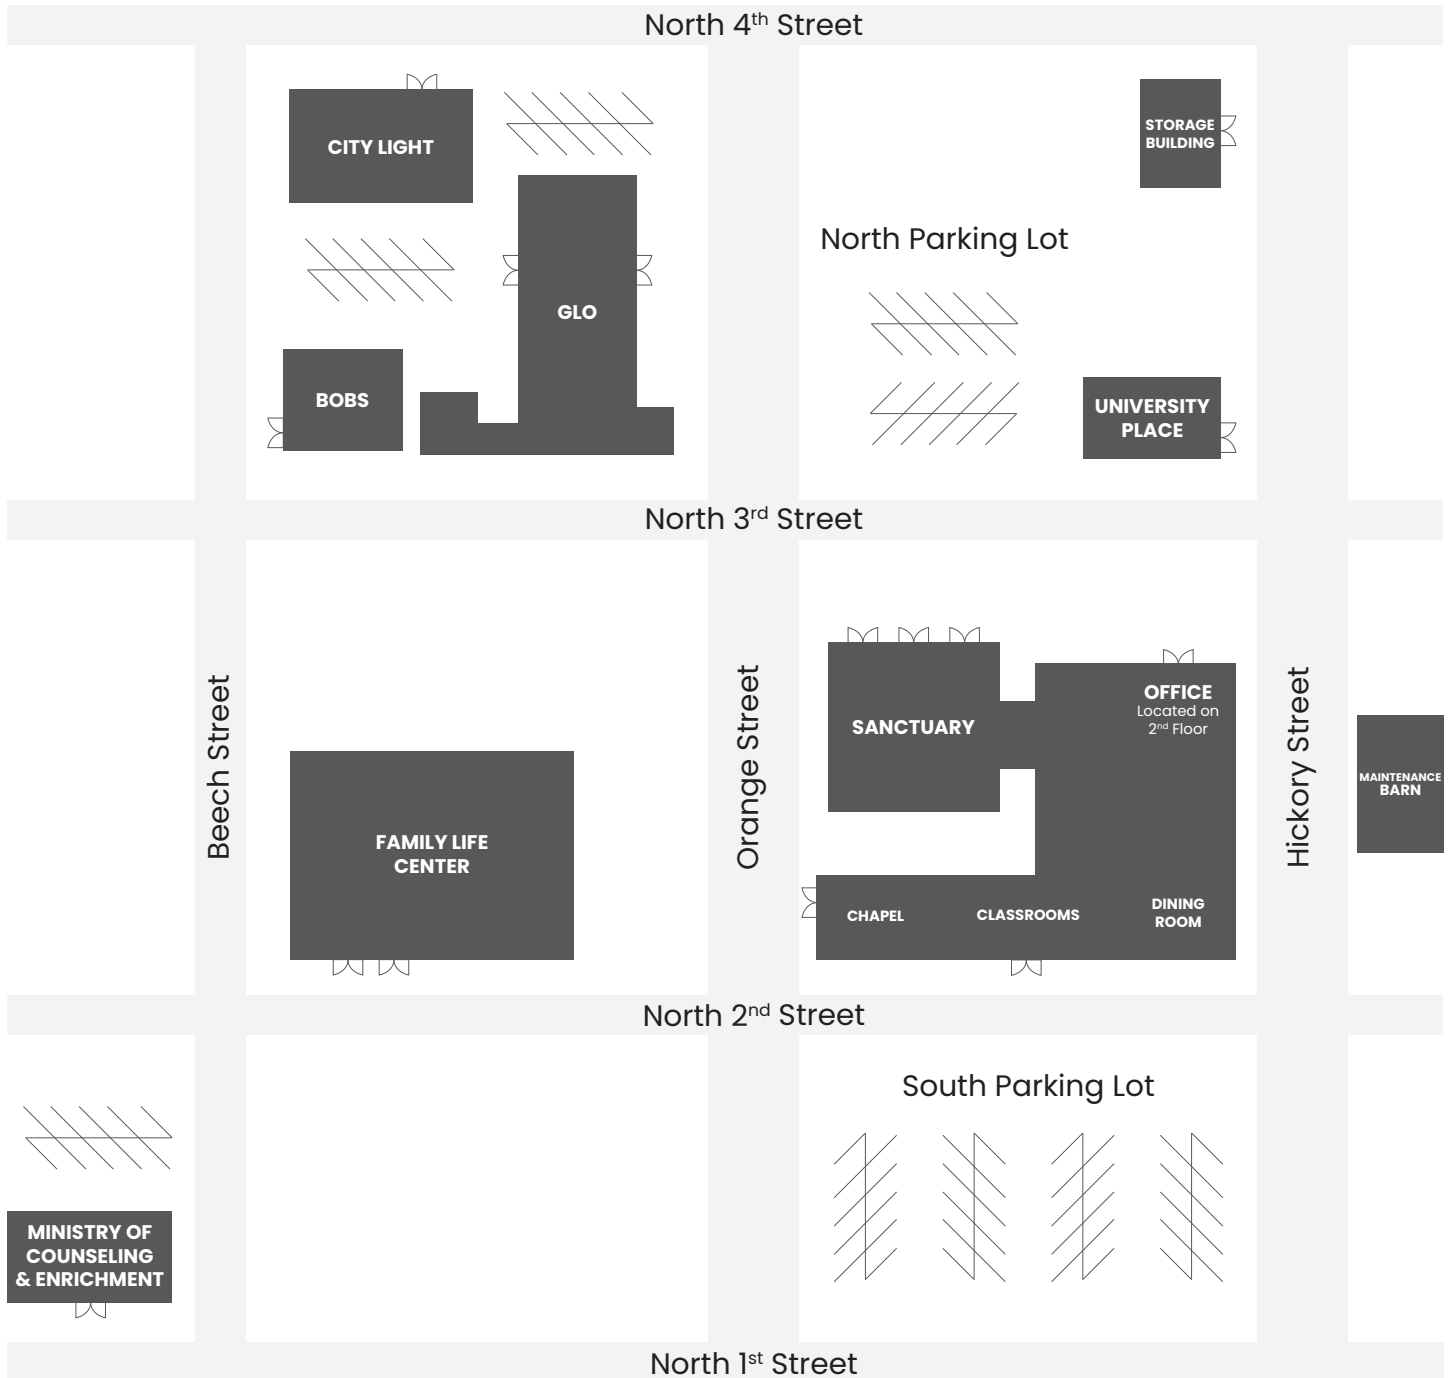 North 4th Street
CITY LIGHT
STORAGE
BUILDING
North Parking Lot
GLO
BOBS
UNIVERSITY
PLACE
North 3rd Street
Beech Street
Orange Street
Hickory Street
OFFICE
Located on
2nd Floor
SANCTUARY
MAINTENANCE
BARN
FAMILY LIFE
CENTER
CHAPEL
CLASSROOMS
DINING
ROOM
North 2nd Street
South Parking Lot
MINISTRY OF
COUNSELING
& ENRICHMENT
North 1st Street